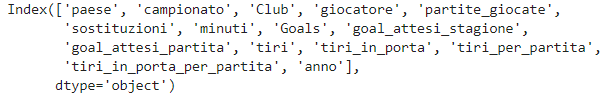 Index(['paese', 'campionato', 'Club', 'giocatore', 'partite_giocate',
'sostituzioni', 'minuti', 'Goals', 'goal_attesi_stagione',
'goal_attesi_partita', 'tiri', 'tiri_in_porta', 'tiri_per_partita',
'tiri_in_porta_per_partita', 'anno'],
dtype='object')